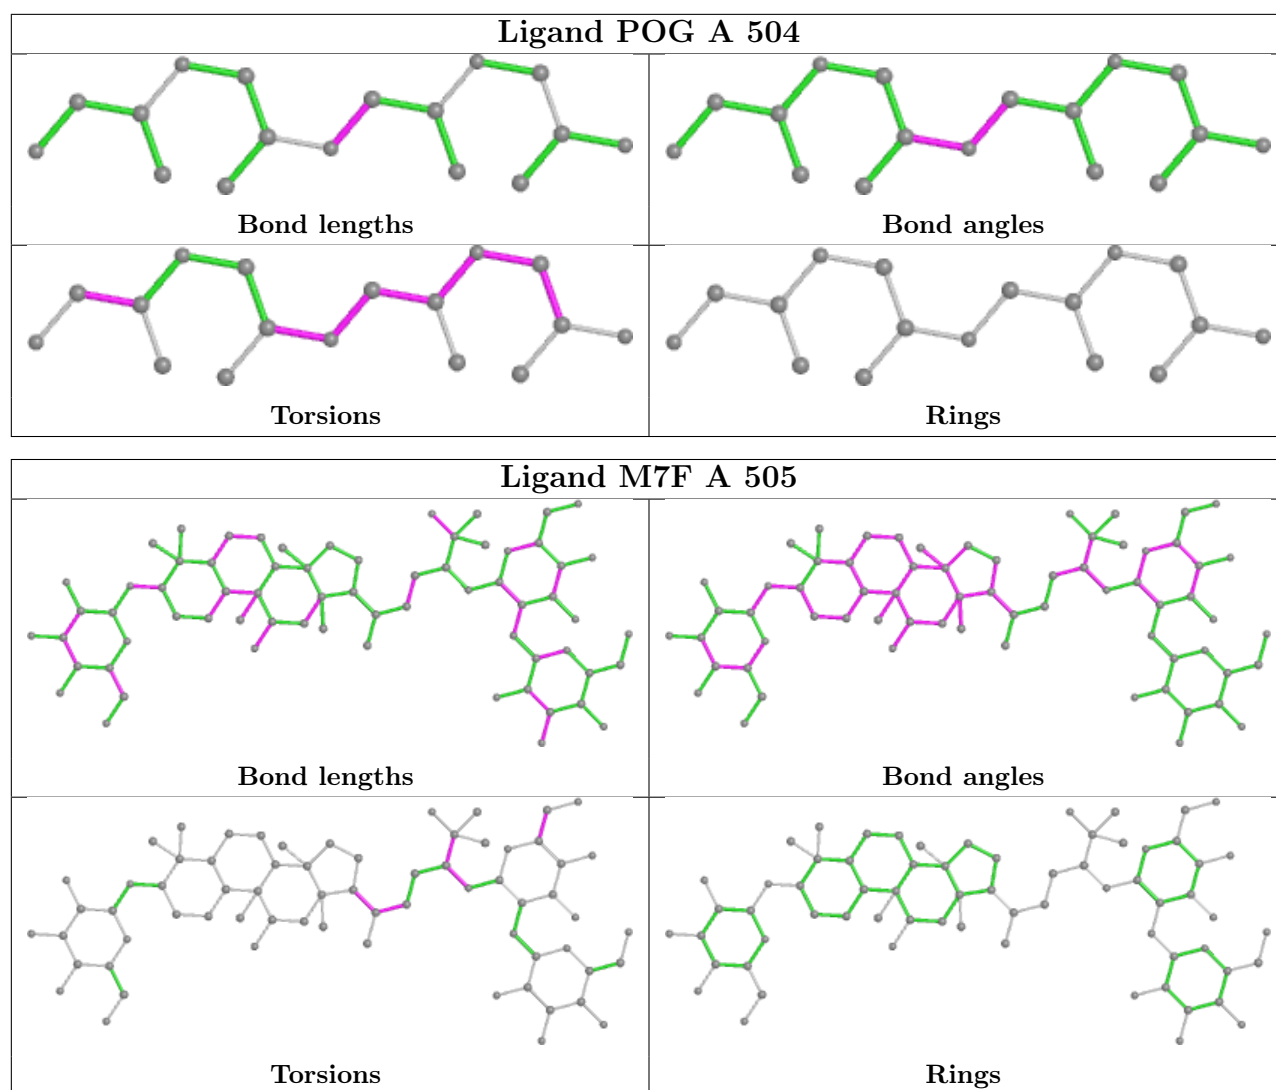 Ligand POG A 504
Bond lengths
Bond angles
Torsions
Rings
Ligand M7F A 505
Bond lengths
Bond angles
Torsions
Rings